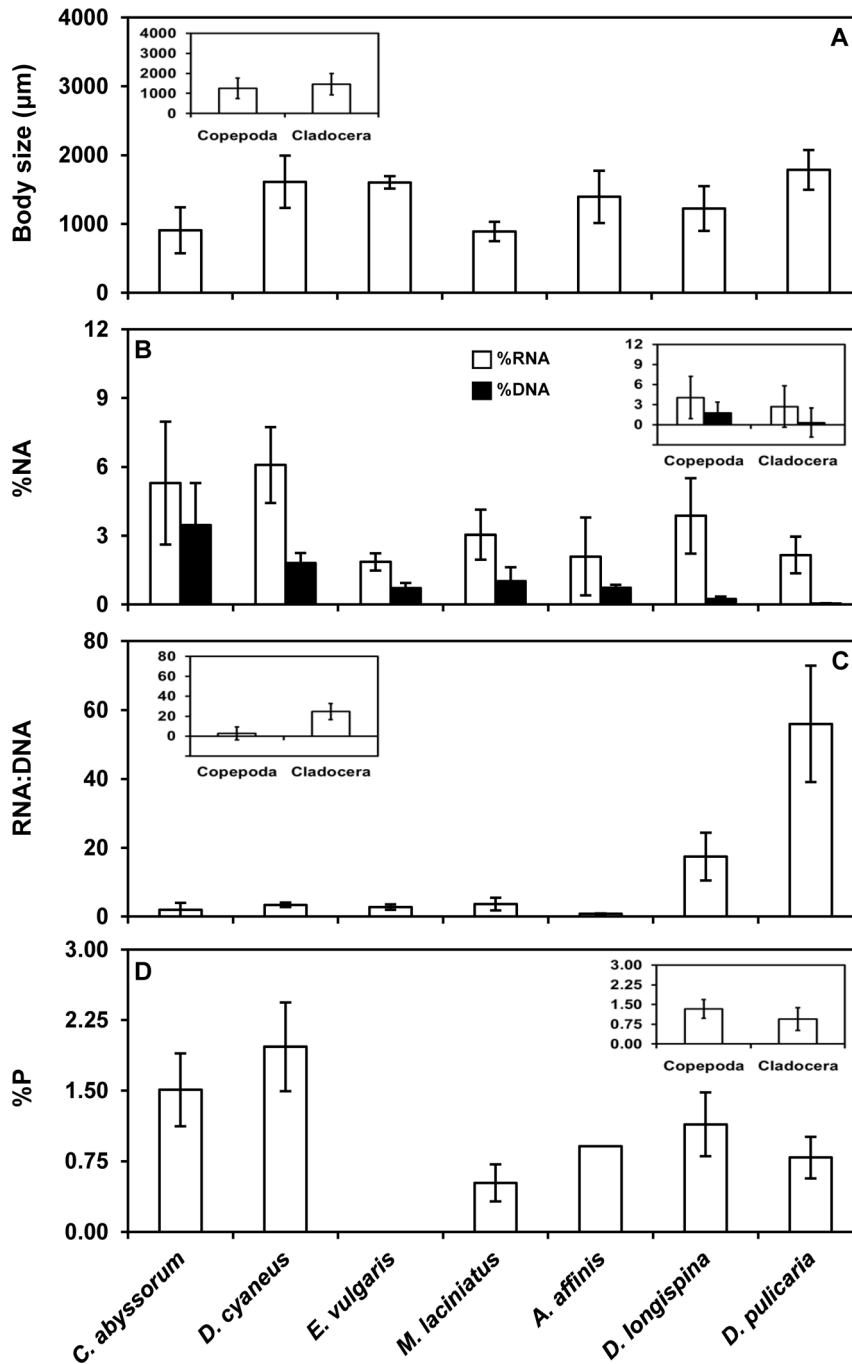 A
Body size (µm)
4000
3000
2000
1000
0
4000
3000
2000
1000
0
Copepoda Cladocera
B
%NA
12
9
6
3
0
%RNA
%DNA
12
9
6
3
0
Copepoda Cladocera
C
RNA:DNA
80
60
40
20
0
80
60
40
20
0
Copepoda Cladocera
D
%P
3.00
2.25
1.50
0.75
0.00
3.00
2.25
1.50
0.75
0.00
Copepoda Cladocera
C. abyssorum
D. cyaneus
E. vulgaris
M. laciniatus
A. affinis
D. longispina
D. pulicaria